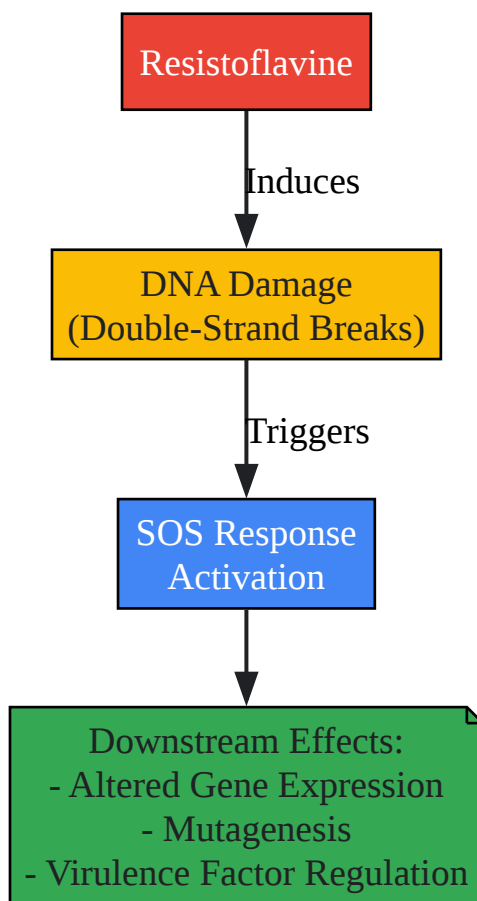 Resistoflavine
Induces
DNA Damage
(Double-Strand Breaks)
Triggers
SOS Response
Activation
Downstream Effects:
- Altered Gene Expression
- Mutagenesis
- Virulence Factor Regulation